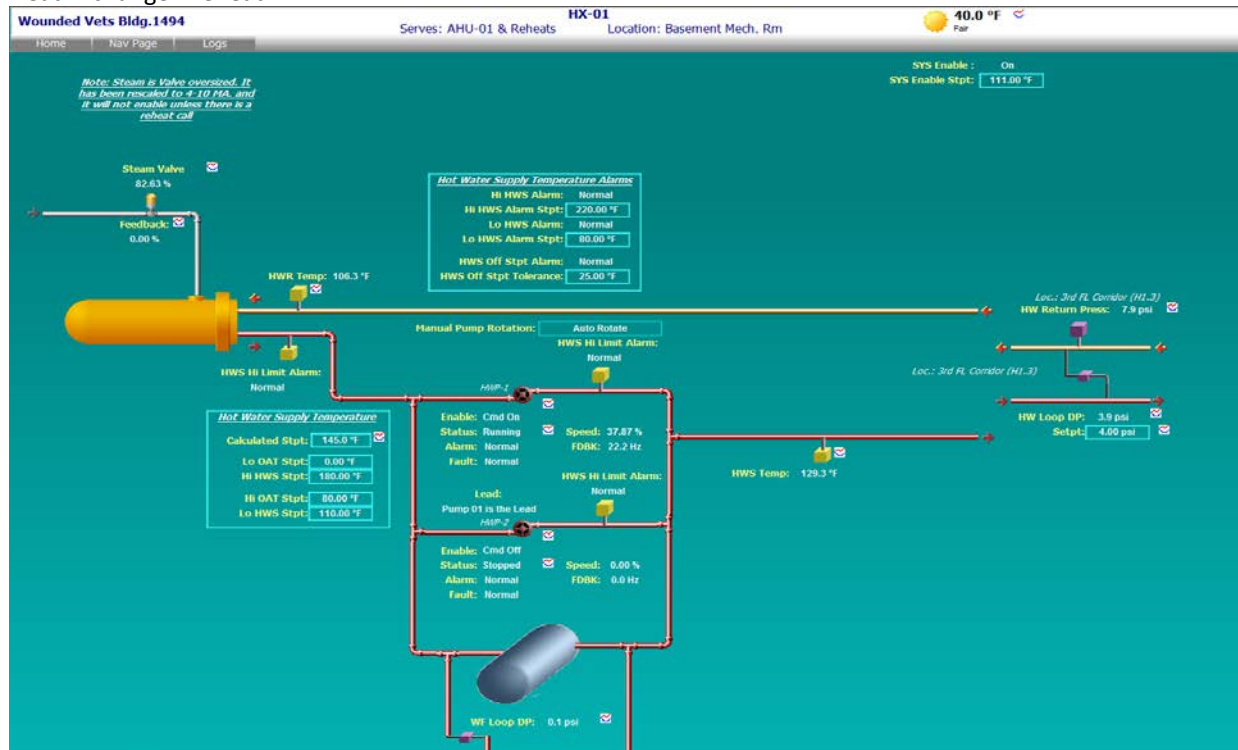 Wounded Vets Bldg.1494
HX-01
Serves: AHU-01 & Reheats Location: Basement Mech. Rm
40.0 °F
Fair
Home Nav Page Logs
SYS Enable : On
SYS Enable Stpt: 111.00 °F
Note: Steam is Valve oversized. It
has been rescaled to 4-10 MA, and
it will not enable unless there is a
reheat call
Steam Valve
82.63 %
Feedback:
0.00 %
Hot Water Supply Temperature Alarms
Hi HWS Alarm: Normal
Hi HWS Alarm Stpt: 220.00 °F
Lo HWS Alarm: Normal
Lo HWS Alarm Stpt: 80.00 °F
HWS Off Stpt Alarm: Normal
HWS Off Stpt Tolerance: 25.00 °F
HWR Temp: 106.3 °F
Loc.: 3rd FL Corridor (H1.3)
HW Return Press: 7.9 psi
Manual Pump Rotation: Auto Rotate
HWS Hi Limit Alarm:
Normal
HWS Hi Limit Alarm:
Normal
Loc.: 3rd FL Corridor (H1.3)
HWP-1
Enable: Cmd On
Status: Running Speed: 37.87 %
Alarm: Normal FDBK: 22.2 Hz
Fault: Normal
HW Loop DP: 3.9 psi
Setpt: 4.00 psi
Hot Water Supply Temperature
Calculated Stpt: 145.0 °F
Lo OAT Stpt: 0.00 °F
Hi HWS Stpt: 180.00 °F
Hi OAT Stpt: 80.00 °F
Lo HWS Stpt: 110.00 °F
HWS Temp: 129.3 °F
HWS Hi Limit Alarm:
Normal
Lead:
Pump 01 is the Lead
HWP-2
Enable: Cmd Off
Status: Stopped Speed: 0.00 %
Alarm: Normal FDBK: 0.0 Hz
Fault: Normal
WF Loop DP: 0.1 psi